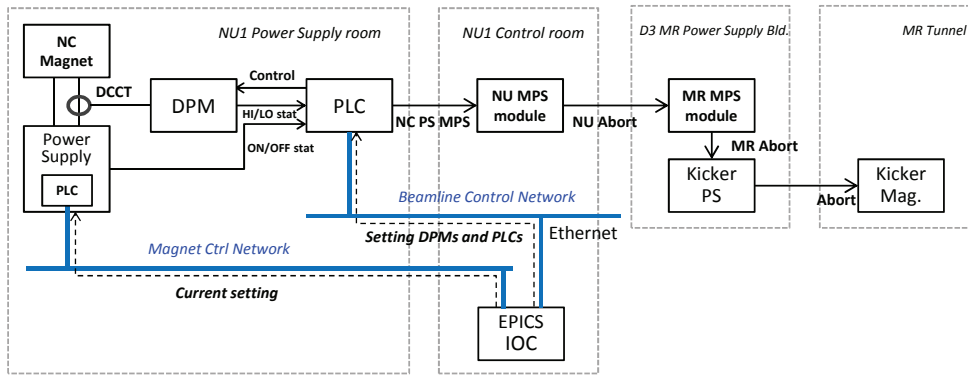 NU1 Power Supply room
NU1 Control room
D3 MR Power Supply Bld.
MR Tunnel
NC
Magnet
DCCT
DPM
Control
HI/LO stat
PLC
NC PS MPS
NU MPS
module
NU Abort
MR MPS
module
MR Abort
Power
Supply
PLC
ON/OFF stat
Kicker
PS
Abort
Kicker
Mag.
Beamline Control Network
Setting DPMs and PLCs
Ethernet
Magnet Ctrl Network
Current setting
EPICS
IOC